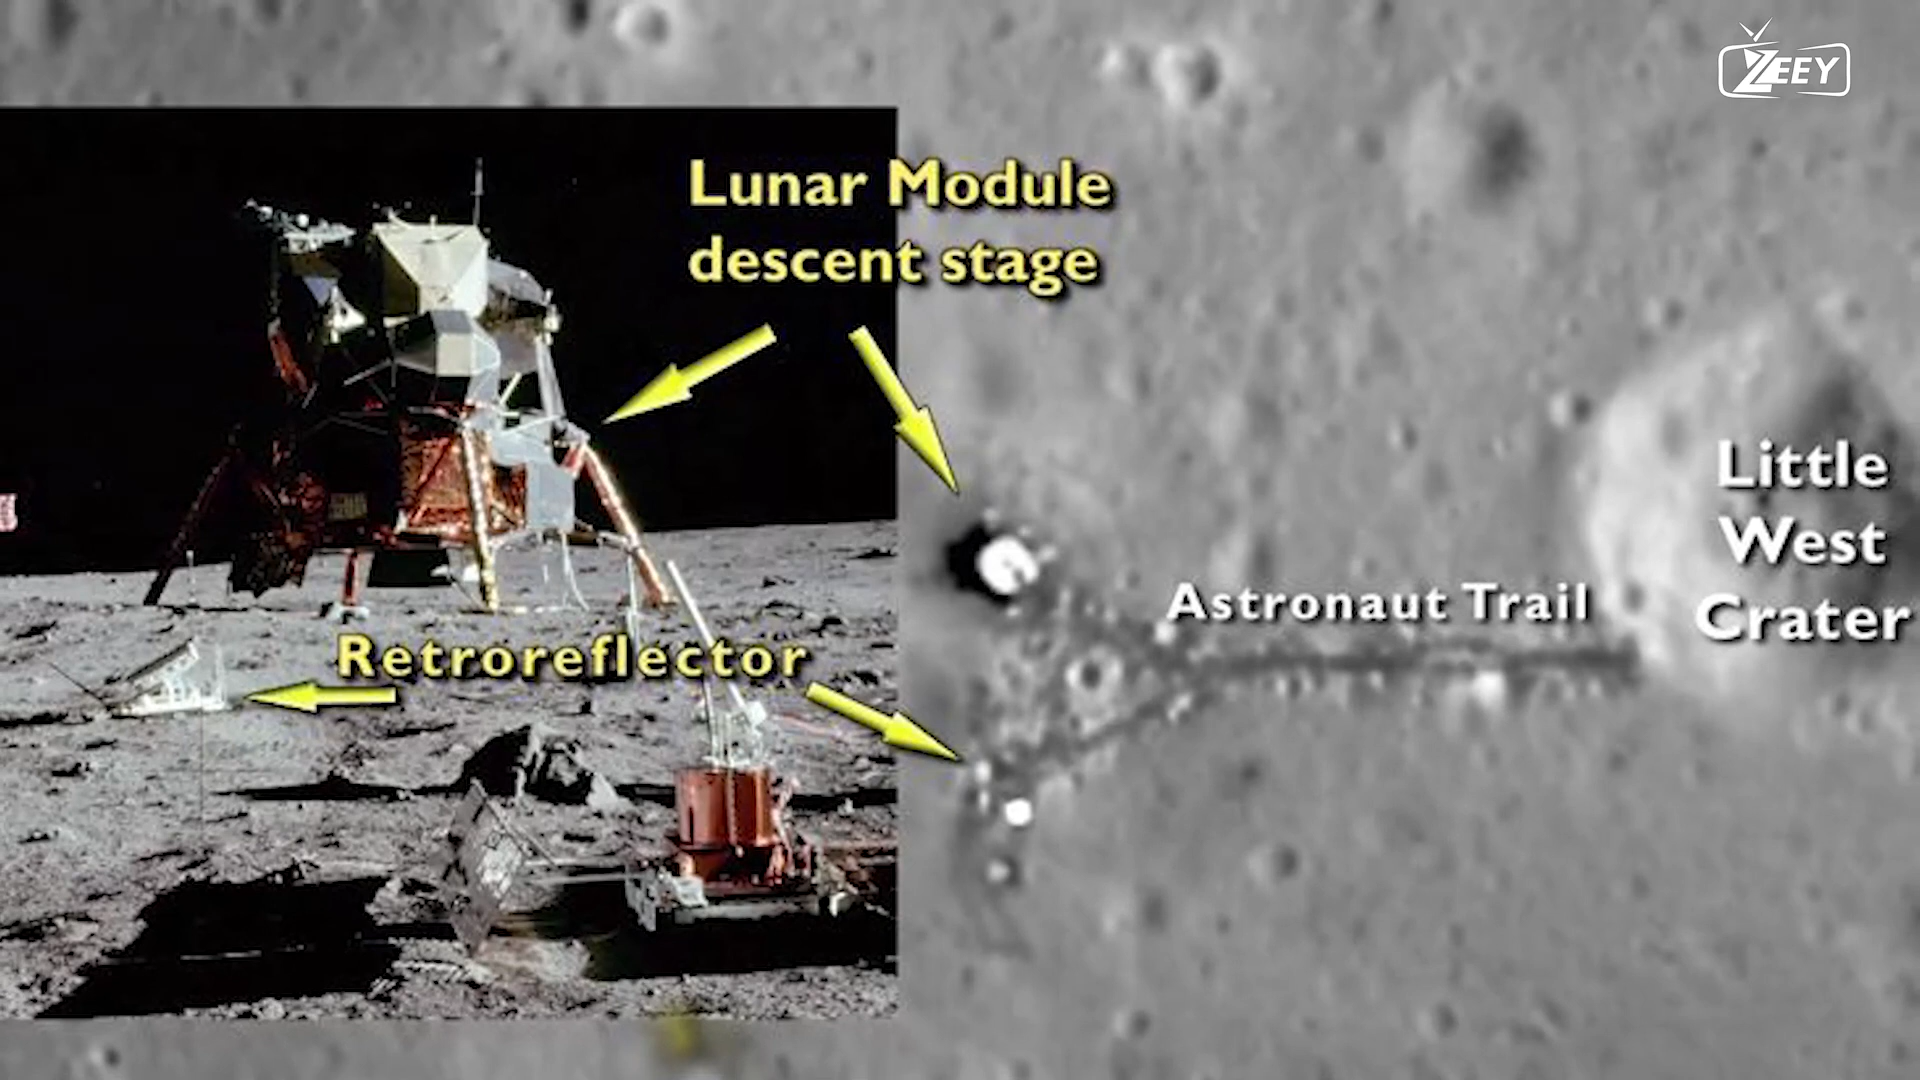 ZEEY
Lunar Module
descent stage
Little
West
Crater
Astronaut Trail
Retroreflector